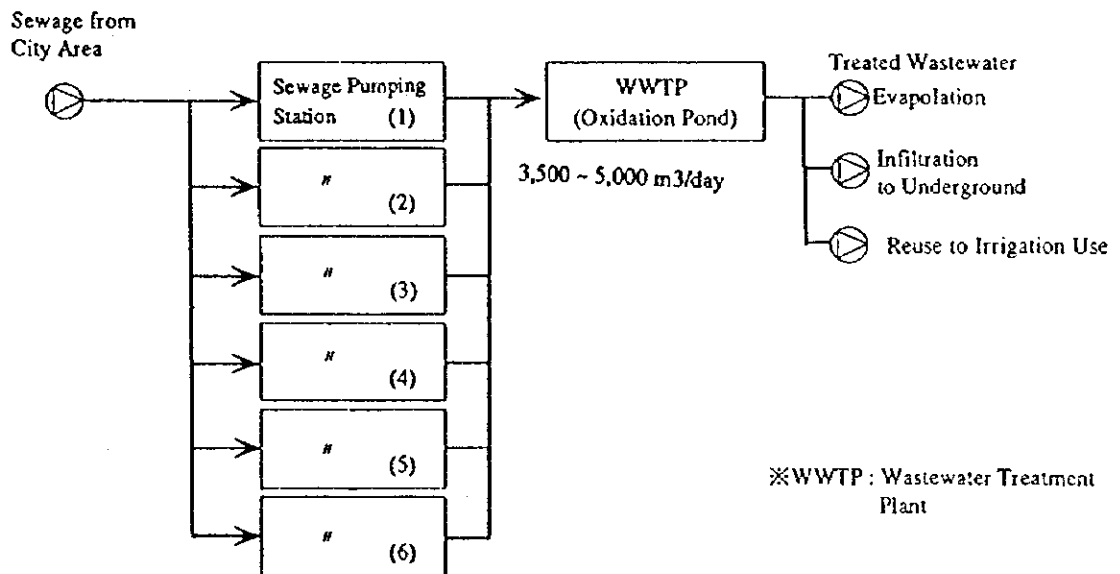 Sewage from
City Area
Sewage Pumping
Station (1)
〃 (2)
〃 (3)
〃 (4)
〃 (5)
〃 (6)
WWTP
(Oxidation Pond)
3,500 ~ 5,000 m3/day
Treated Wastewater
Evapolation
Infiltration
to Underground
Reuse to Irrigation Use
※WWTP : Wastewater Treatment
Plant